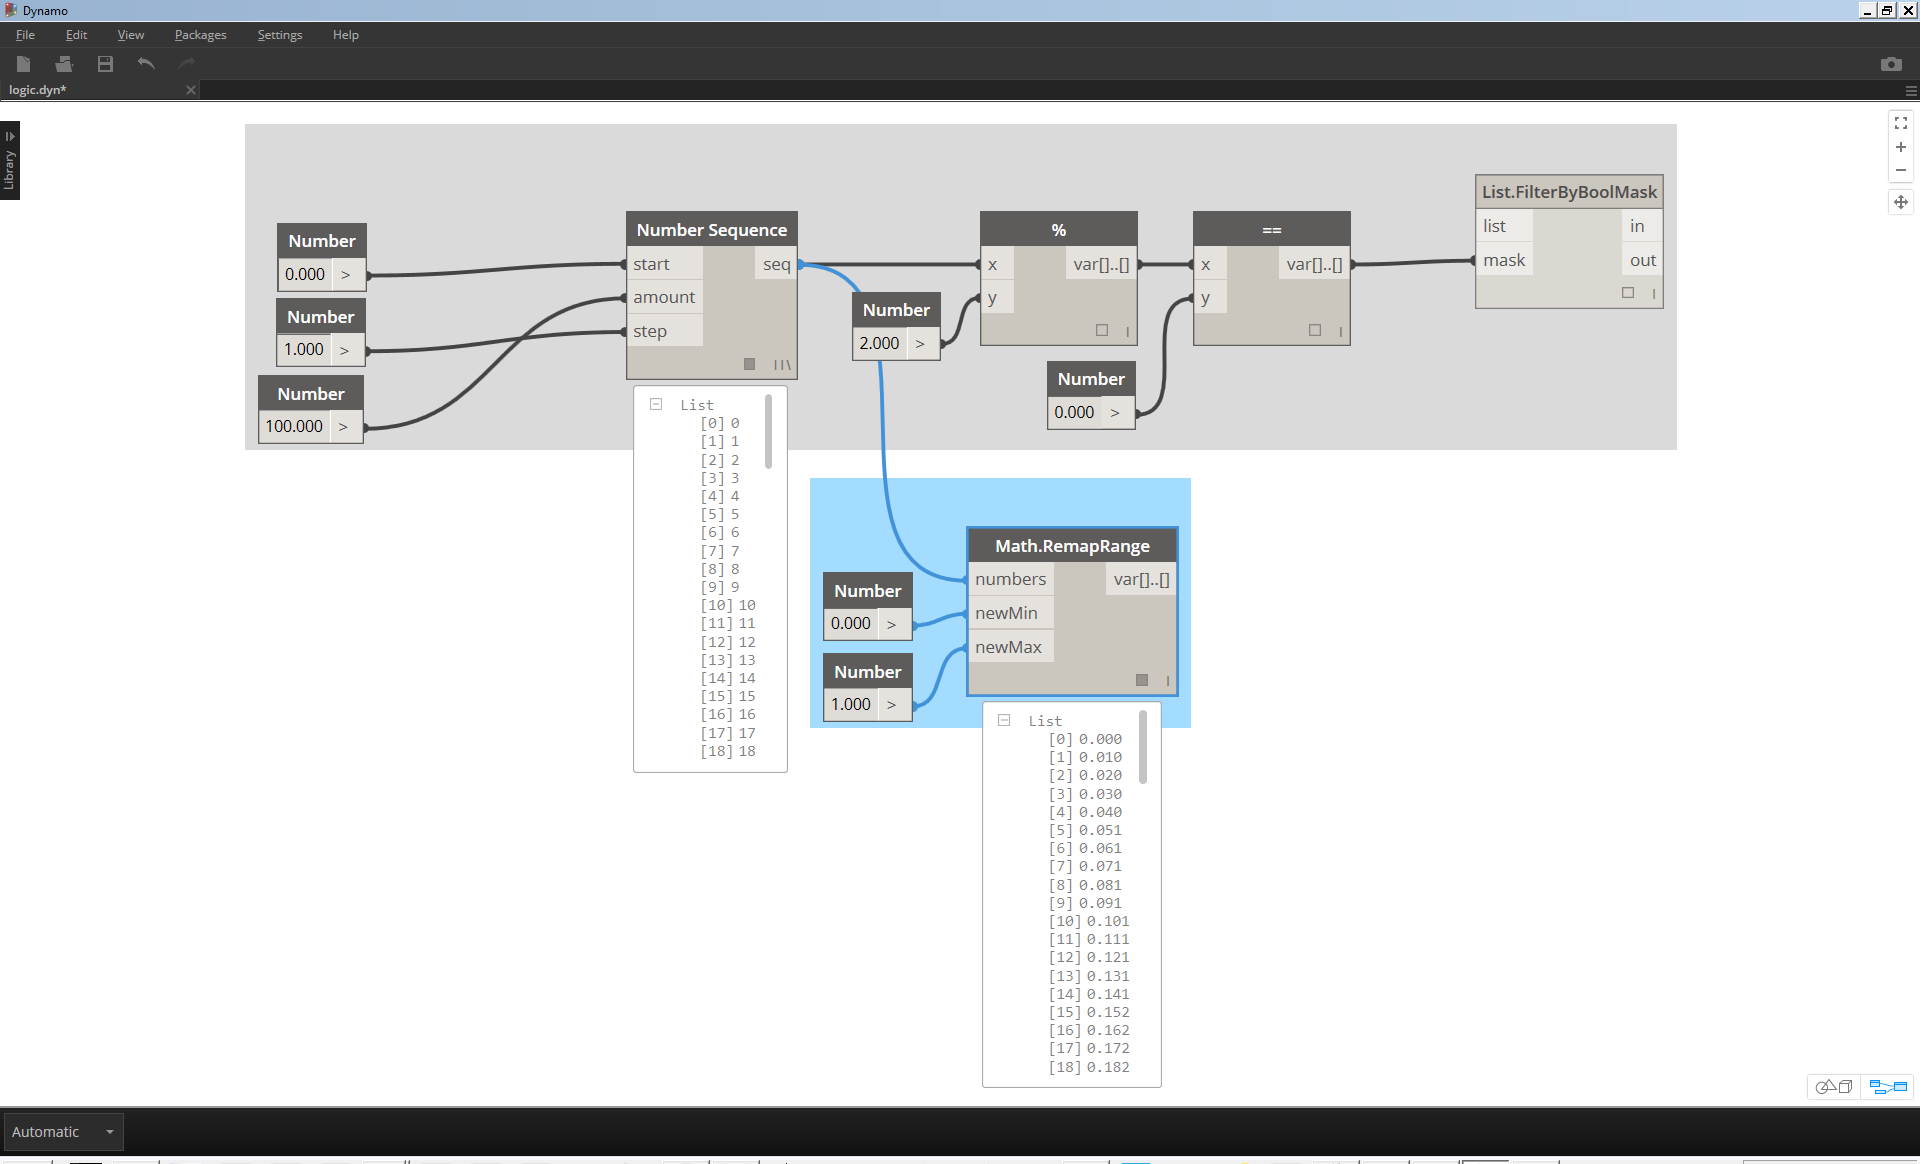 Dynamo
File Edit View Packages Settings Help
logic.dyn*
Library
Number
0.000 >
Number
1.000 >
Number
100.000 >
Number Sequence
start seq
amount
step
List
[0] 0
[1] 1
[2] 2
[3] 3
[4] 4
[5] 5
[6] 6
[7] 7
[8] 8
[9] 9
[10] 10
[11] 11
[12] 12
[13] 13
[14] 14
[15] 15
[16] 16
[17] 17
[18] 18
Number
2.000 >
%
x var[]..[]
y
Number
0.000 >
==
x var[]..[]
y
List.FilterByBoolMask
list in
mask out
Number
0.000 >
Number
1.000 >
Math.RemapRange
numbers var[]..[]
newMin
newMax
List
[0] 0.000
[1] 0.010
[2] 0.020
[3] 0.030
[4] 0.040
[5] 0.051
[6] 0.061
[7] 0.071
[8] 0.081
[9] 0.091
[10] 0.101
[11] 0.111
[12] 0.121
[13] 0.131
[14] 0.141
[15] 0.152
[16] 0.162
[17] 0.172
[18] 0.182
Automatic